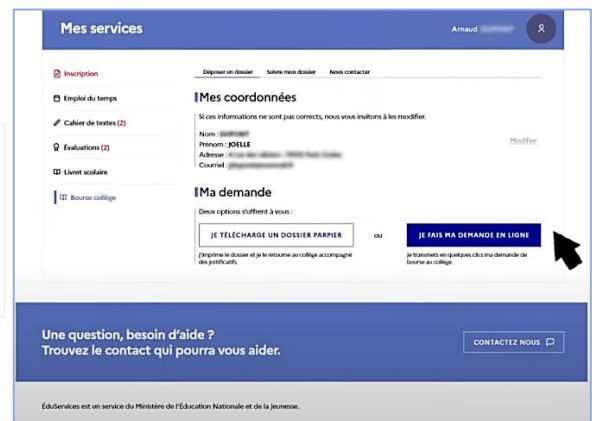 Mes services
Arnaud
Inscription
Emploi du temps
Cahier de textes (2)
Évaluations (2)
Livret scolaire
Bourse collège
Déposer un dossier Suivre mon dossier Nous contacter
Mes coordonnées
Si ces informations ne sont pas corrects, nous vous invitons à les modifier.
Nom :
Prénom : JOELLE
Adresse :
Courriel :
Modifier
Ma demande
Deux options s'offrent à vous :
JE TÉLÉCHARGE UN DOSSIER PARPIER ou JE FAIS MA DEMANDE EN LIGNE
J'imprime le dossier et je le retourne au collège accompagné
des justificatifs.
Je transmets en quelques clics ma demande de
bourse au collège.
Une question, besoin d'aide ?
Trouvez le contact qui pourra vous aider.
CONTACTEZ NOUS
ÉduServices est un service du Ministère de l'Éducation Nationale et de la Jeunesse.